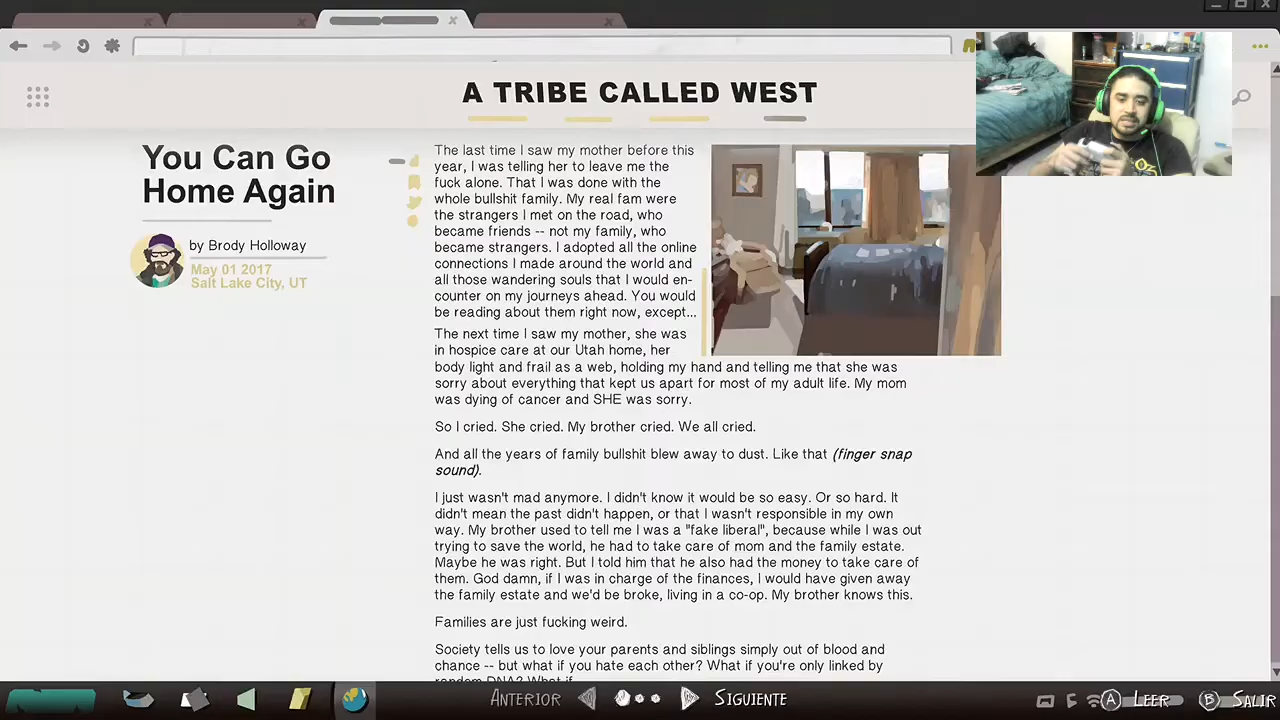 A TRIBE CALLED WEST
You Can Go
Home Again
by Brody Holloway
May 01 2017
Salt Lake City, UT
The last time I saw my mother before this
year, I was telling her to leave me the
fuck alone. That I was done with the
whole bullshit family. My real fam were
the strangers I met on the road, who
became friends -- not my family, who
became strangers. I adopted all the online
connections I made around the world and
all those wandering souls that I would en-
counter on my journeys ahead. You would
be reading about them right now, except...
The next time I saw my mother, she was
in hospice care at our Utah home, her
body light and frail as a web, holding my hand and telling me that she was
sorry about everything that kept us apart for most of my adult life. My mom
was dying of cancer and SHE was sorry.
So I cried. She cried. My brother cried. We all cried.
And all the years of family bullshit blew away to dust. Like that (finger snap
sound).
I just wasn't mad anymore. I didn't know it would be so easy. Or so hard. It
didn't mean the past didn't happen, or that I wasn't responsible in my own
way. My brother used to tell me I was a "fake liberal", because while I was out
trying to save the world, he had to take care of mom and the family estate.
Maybe he was right. But I told him that he also had the money to take care of
them. God damn, if I was in charge of the finances, I would have given away
the family estate and we'd be broke, living in a co-op. My brother knows this.
Families are just fucking weird.
Society tells us to love your parents and siblings simply out of blood and
chance -- but what if you hate each other? What if you're only linked by
random DNA? What if
Anterior
Siguiente
A Leer
B Salir